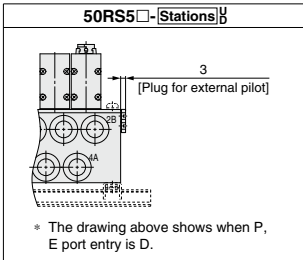 50RS5□-Stations U D
3
[Plug for external pilot]
2B
4A
* The drawing above shows when P,
E port entry is D.